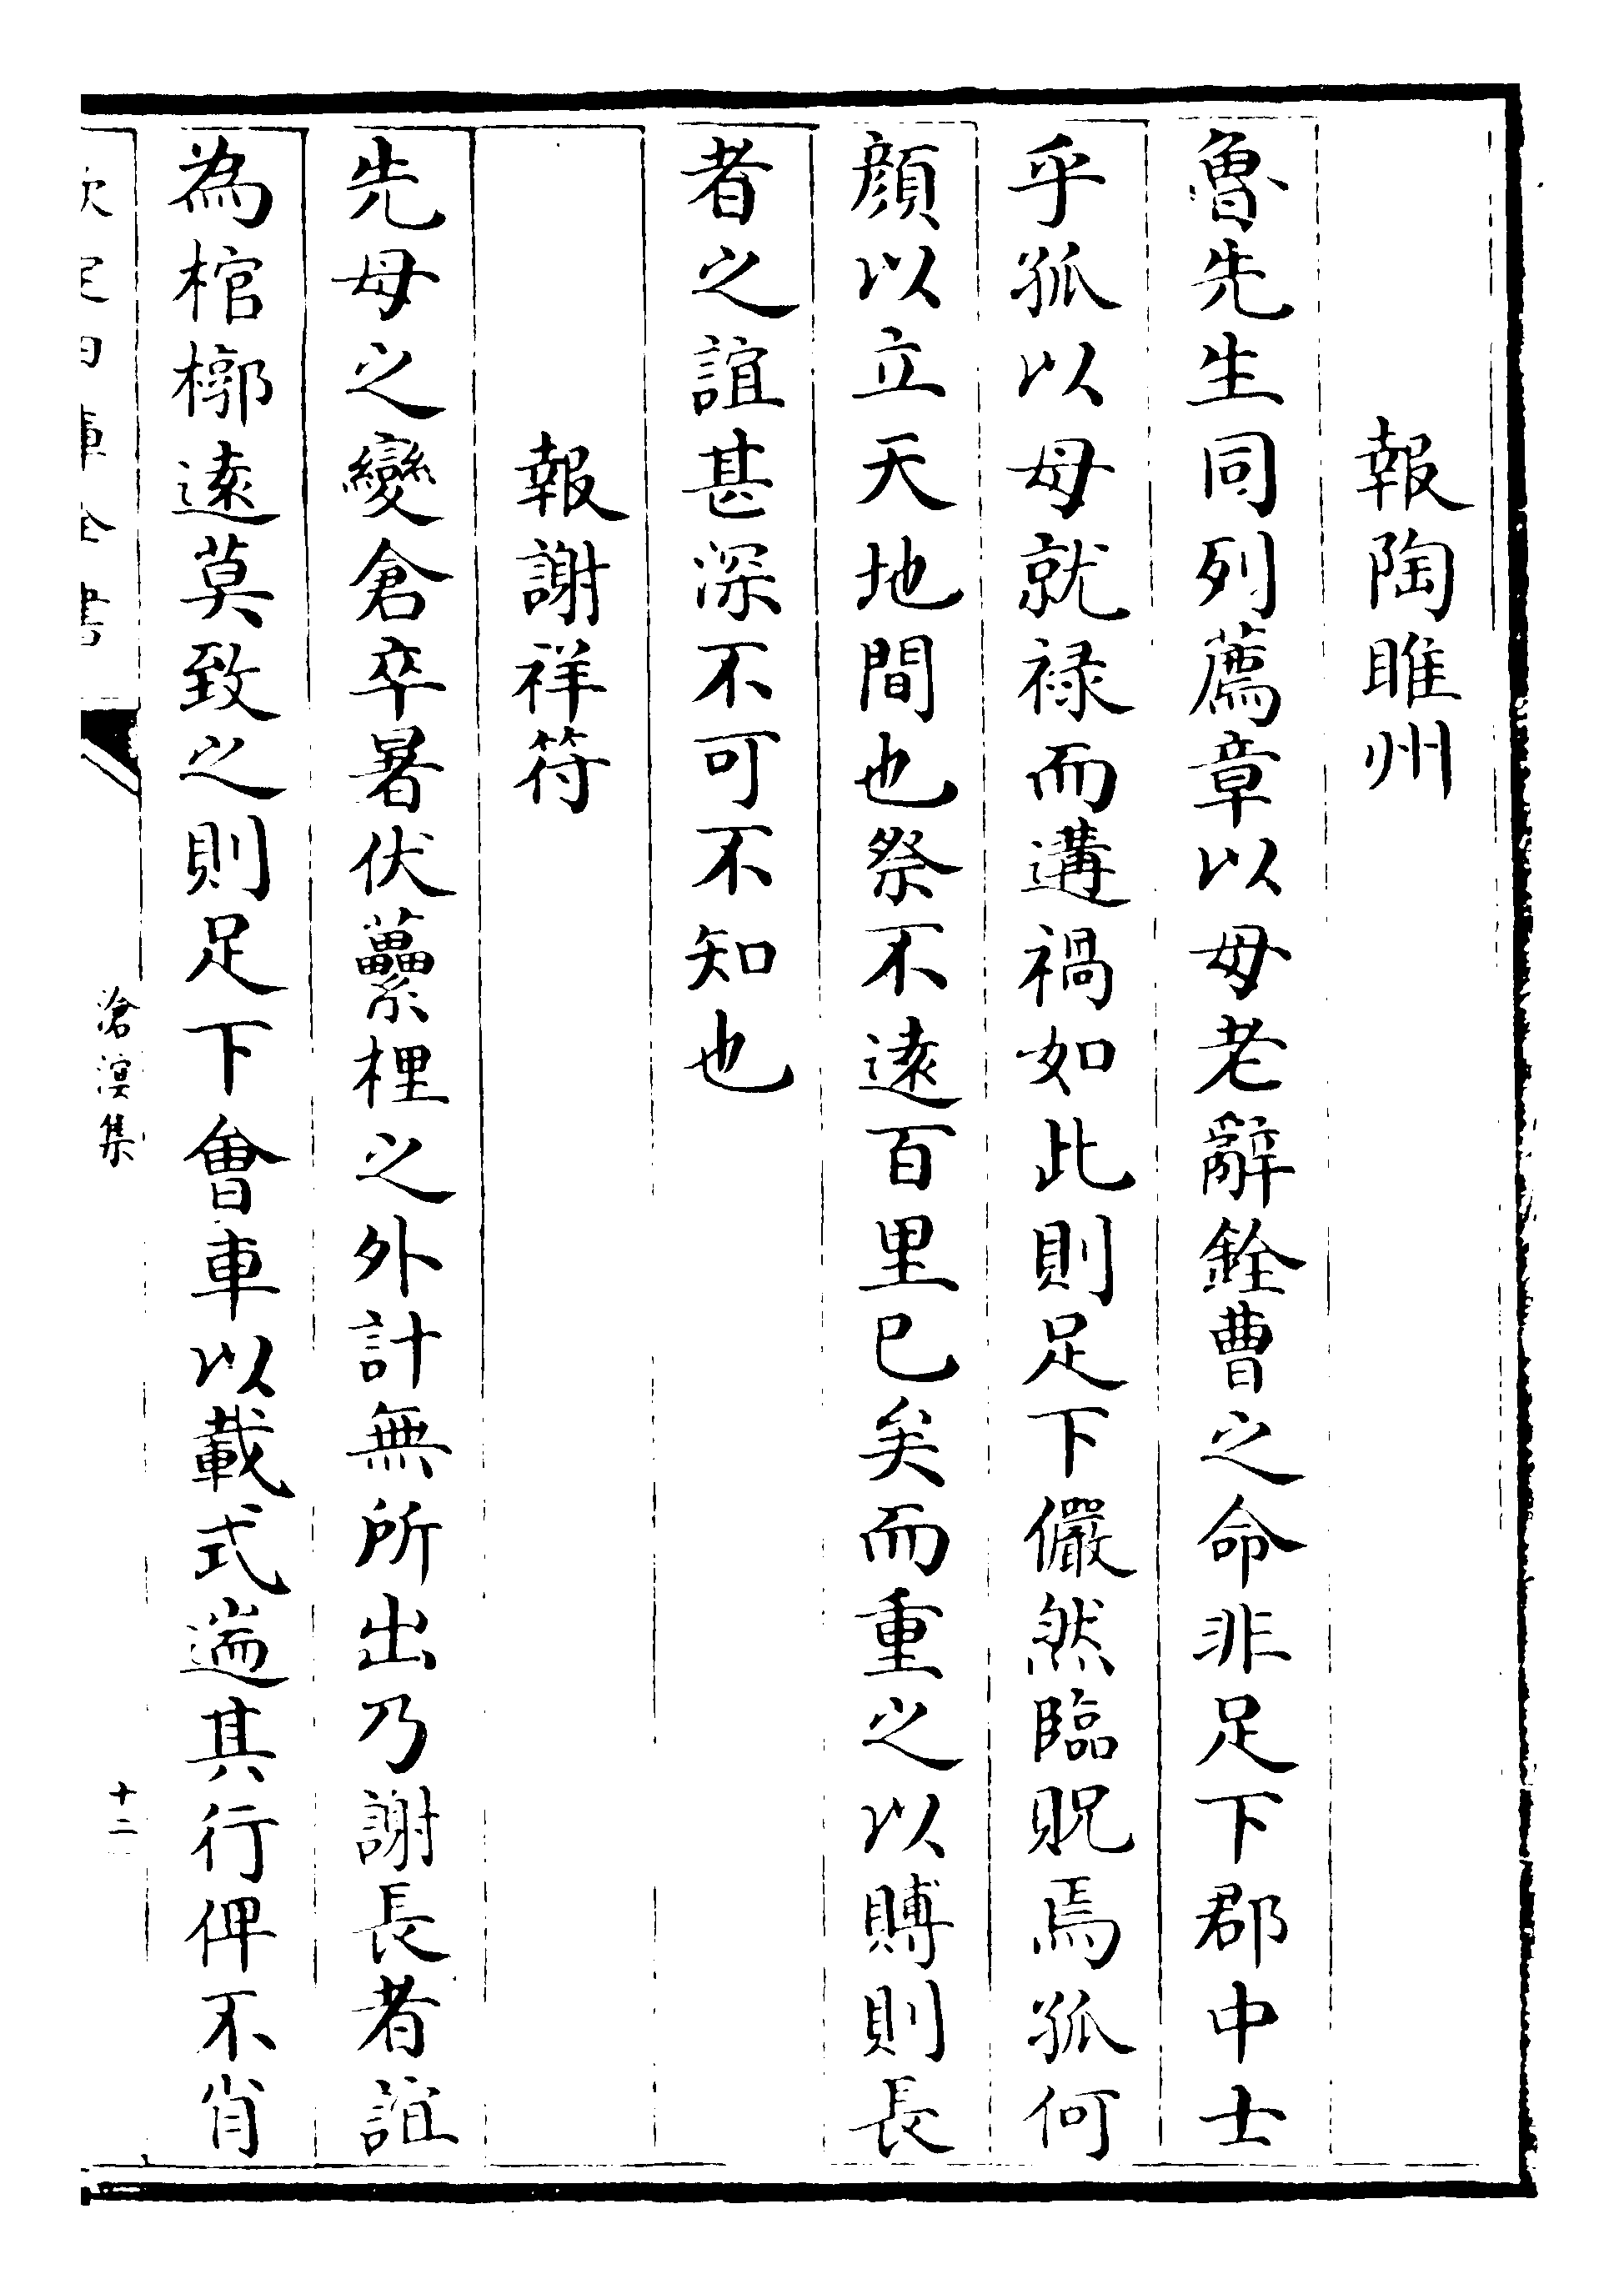 報陶睢州
魯先生同列薦章以母老辭銓曹之命非足下郡中士
乎孤以母就祿而遘禍如此則足下儼然臨貺焉孤何
顔以立天地間也祭不逺百里已矣而重之以賻則長
者之誼甚深不可不知也
報謝祥符
先母之變倉卒暑伏虆梩之外計無所出乃謝長者誼
為棺槨逺莫致之則足下會車以載式遄其行俾不肖
欽定四庫全書
滄溟集
十二